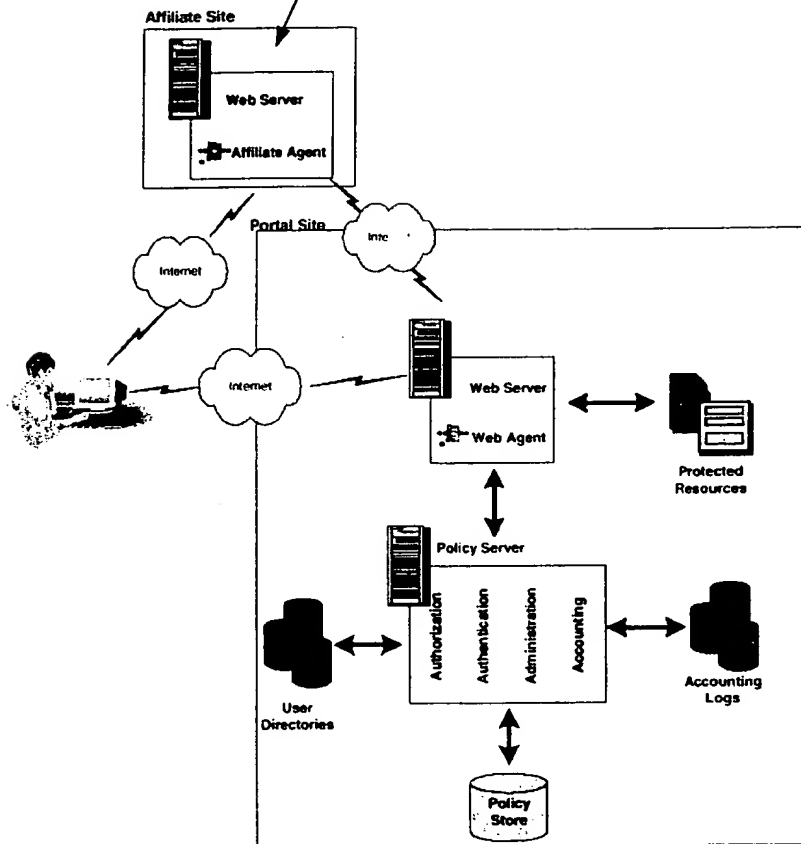 Affiliate Site
Web Server
Affiliate Agent
Portal Site
Internet
Internet
Web Server
Web Agent
Protected
Resources
Policy Server
Authorization
Authentication
Administration
Accounting
User
Directories
Accounting
Logs
Policy
Store